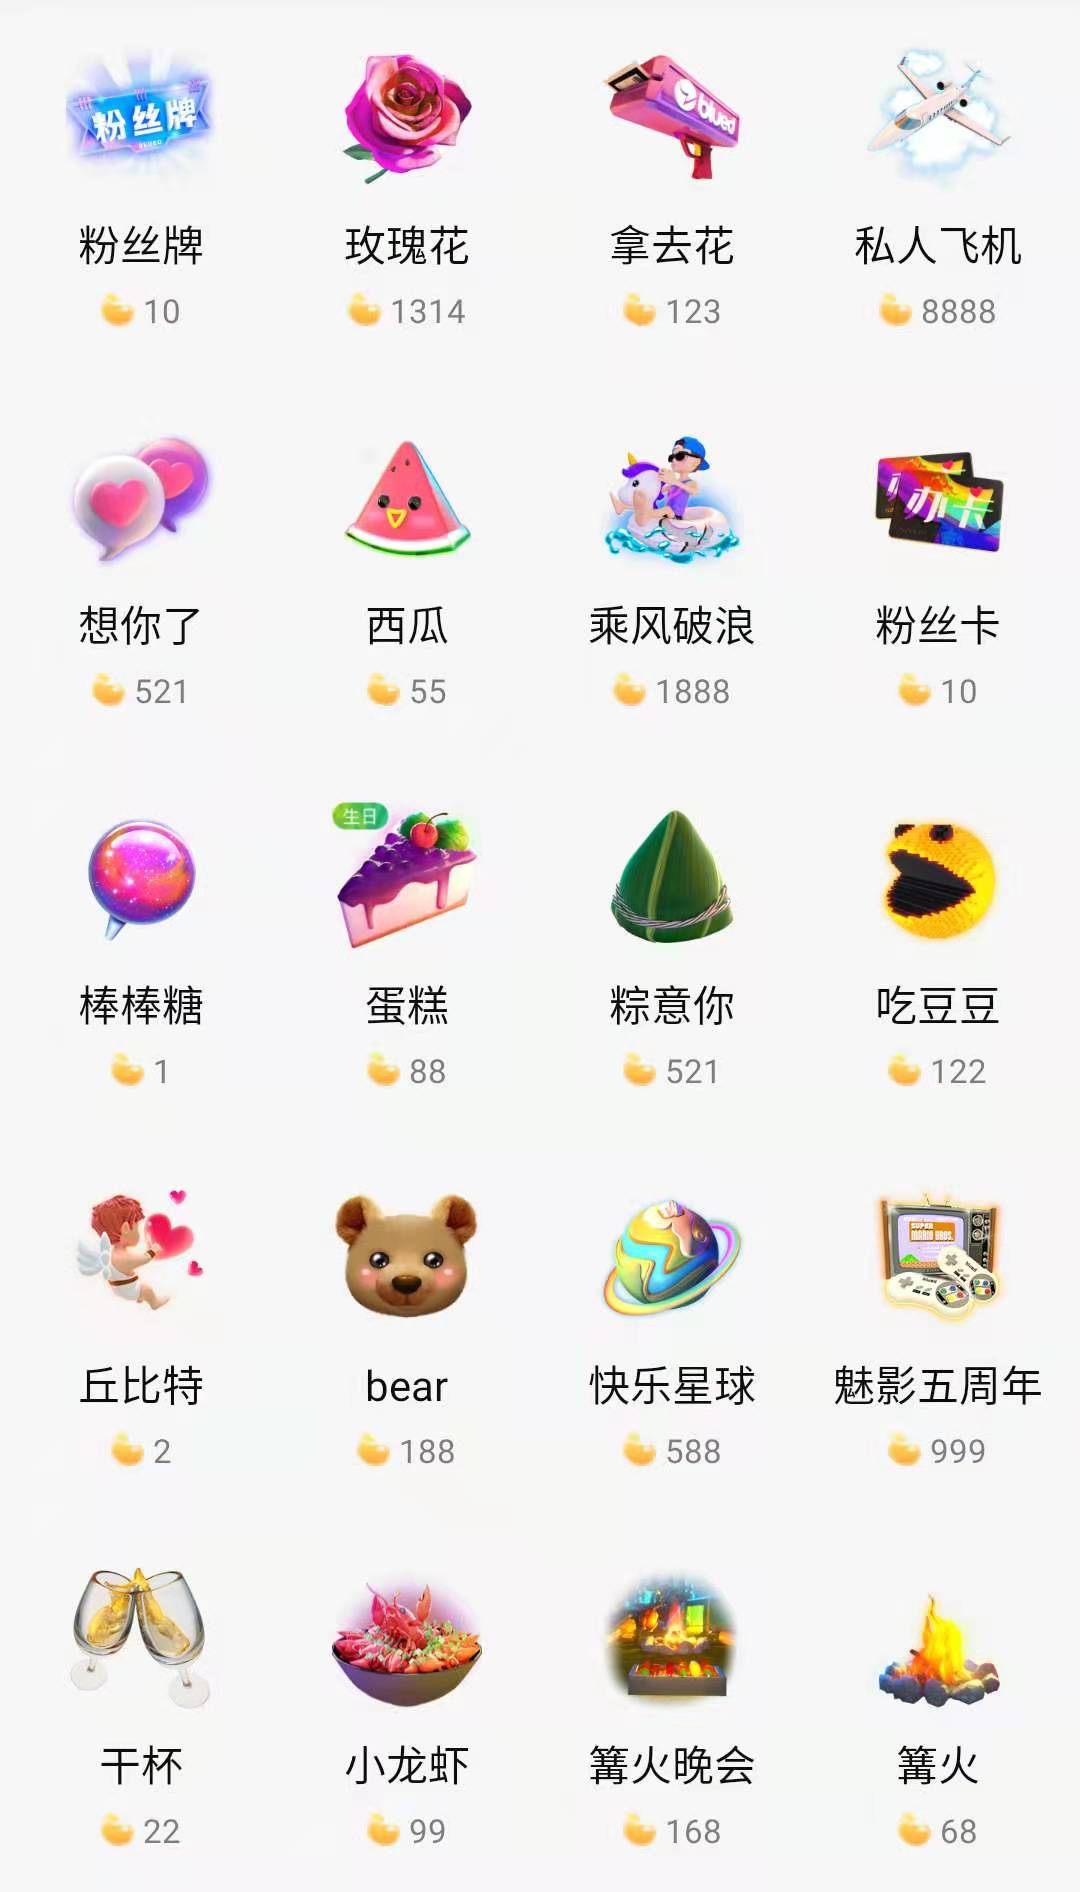 粉丝牌
BLUED
blued
粉丝牌 玫瑰花 拿去花 私人飞机
10 1314 123 8888
办卡
想你了 西瓜 乘风破浪 粉丝卡
521 55 1888 10
生日
棒棒糖 蛋糕 粽意你 吃豆豆
1 88 521 122
SUPER
MARIO BROS.
丘比特 bear 快乐星球 魅影五周年
2 188 588 999
干杯 小龙虾 篝火晚会 篝火
22 99 168 68